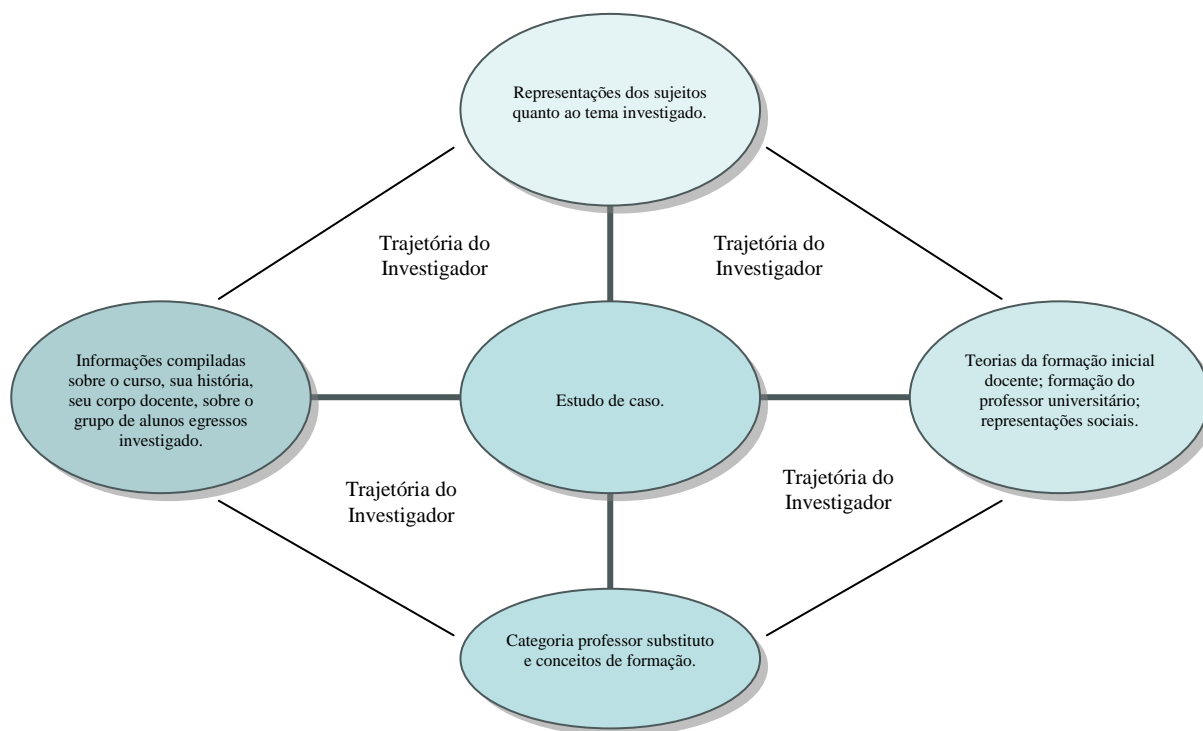 Representações dos sujeitos
quanto ao tema investigado.
Trajetória do
Investigador
Trajetória do
Investigador
Informações compiladas
sobre o curso, sua história,
seu corpo docente, sobre o
grupo de alunos egressos
investigado.
Estudo de caso.
Teorias da formação inicial
docente; formação do
professor universitário;
representações sociais.
Trajetória do
Investigador
Trajetória do
Investigador
Categoria professor substituto
e conceitos de formação.